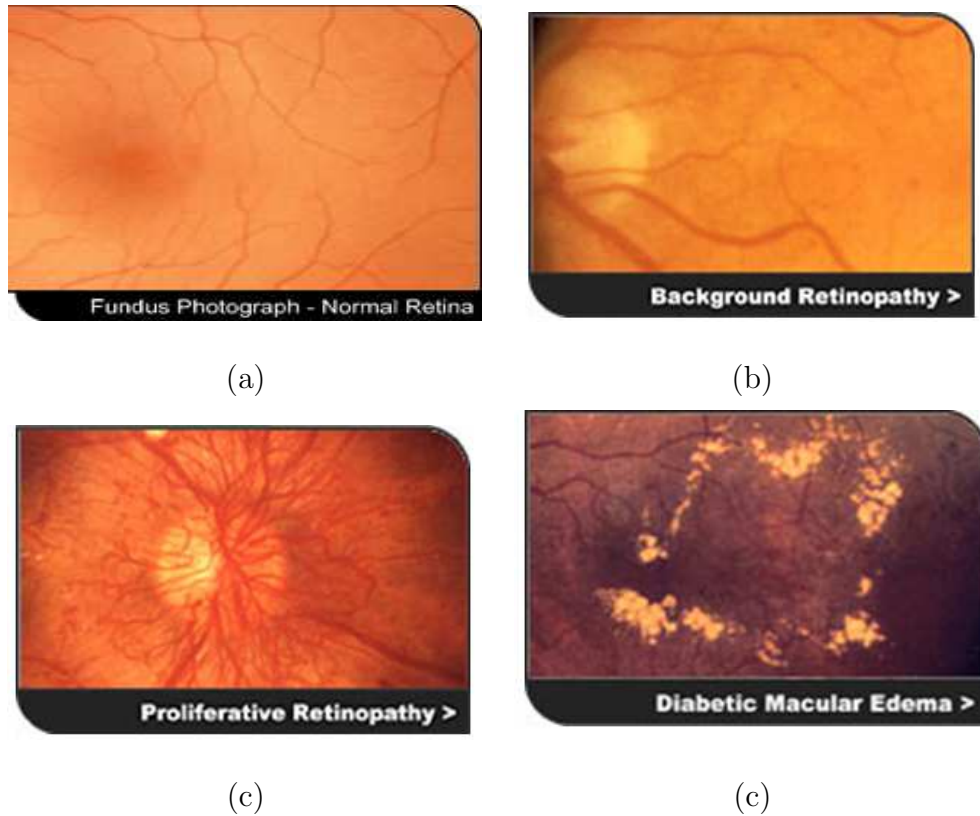 Fundus Photograph - Normal Retina
Background Retinopathy >
(a)
(b)
Proliferative Retinopathy >
Diabetic Macular Edema >
(c)
(c)